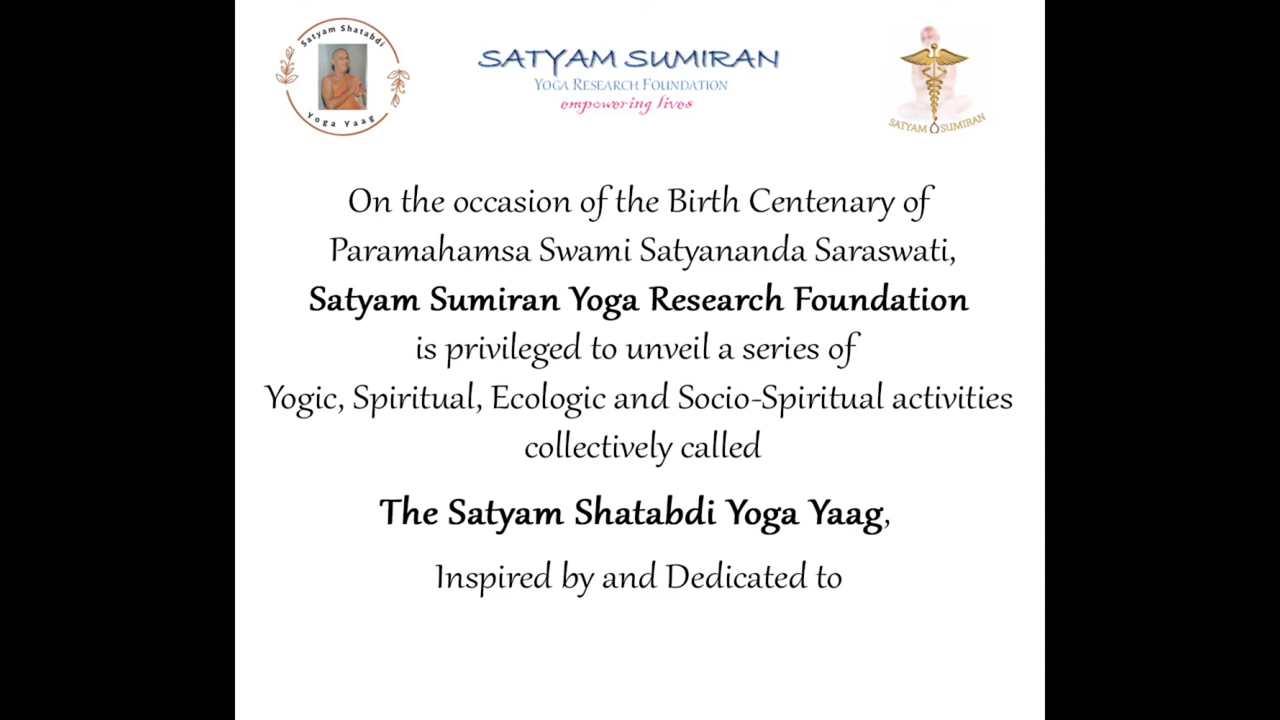 Satyam Shatabdi
Yoga Yaag
SATYAM SUMIRAN
YOGA RESEARCH FOUNDATION
empowering lives
SATYAM SUMIRAN
On the occasion of the Birth Centenary of
Paramahamsa Swami Satyananda Saraswati,
Satyam Sumiran Yoga Research Foundation
is privileged to unveil a series of
Yogic, Spiritual, Ecologic and Socio-Spiritual activities
collectively called
The Satyam Shatabdi Yoga Yaag,
Inspired by and Dedicated to